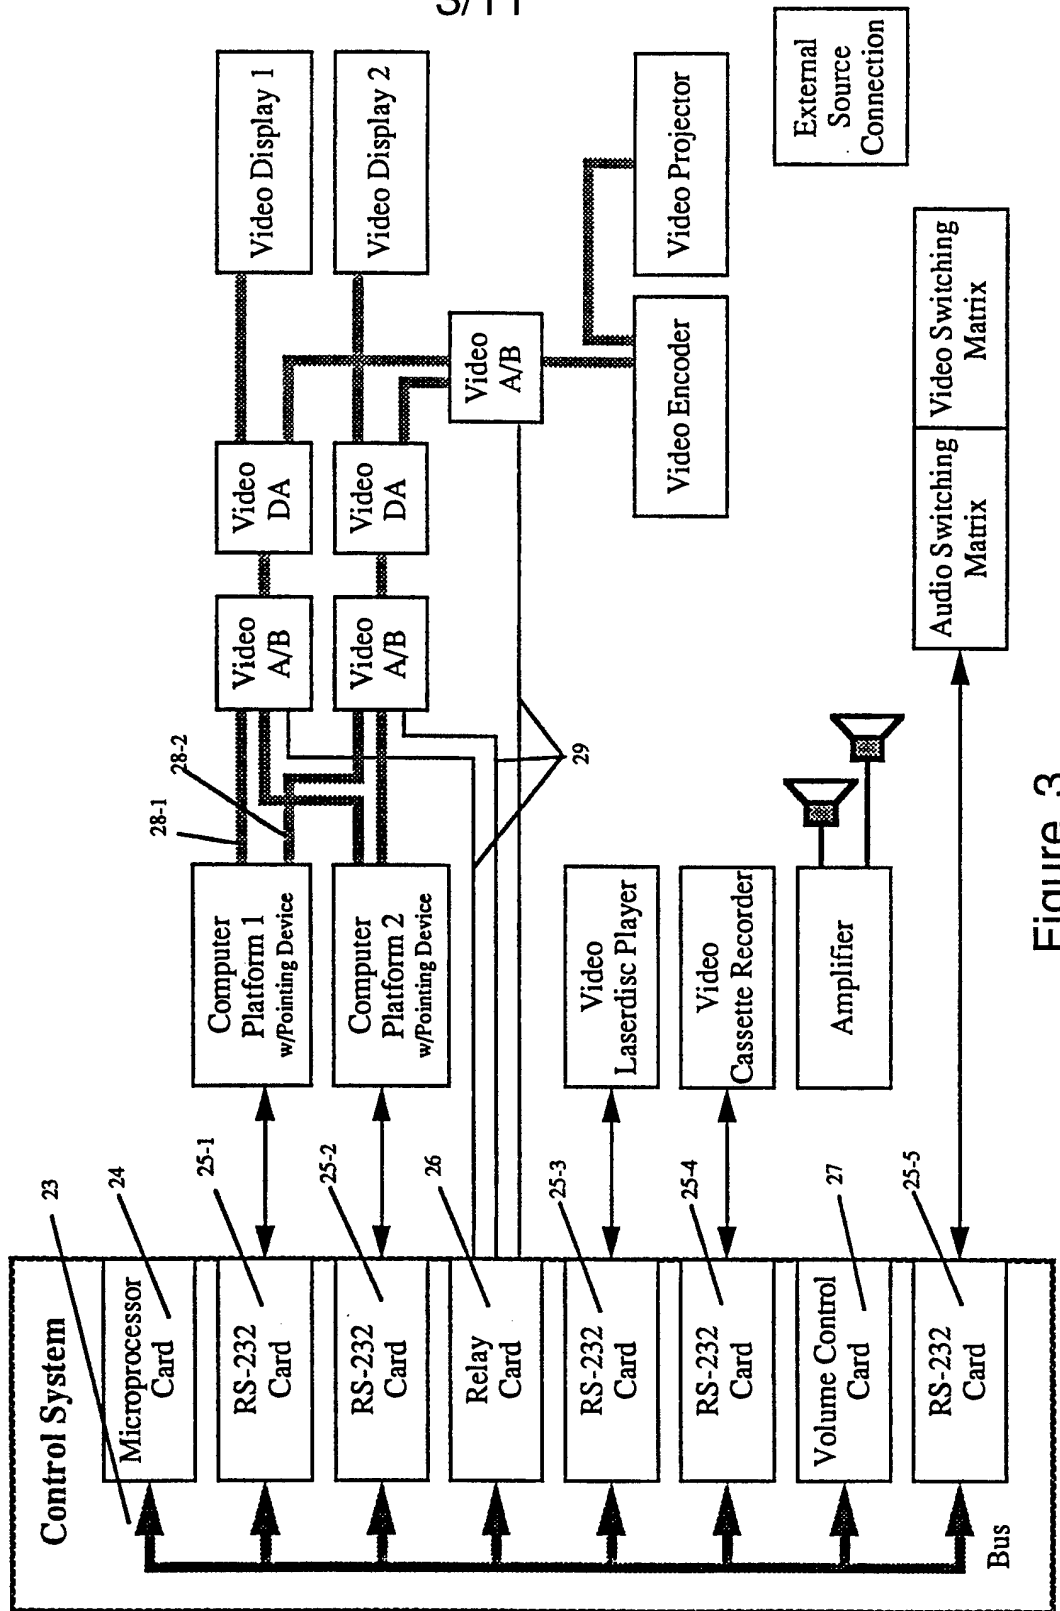 3/11
Control System
23
Microprocessor
Card
24
RS-232
Card
25-1
RS-232
Card
25-2
Relay
Card
26
RS-232
Card
25-3
RS-232
Card
25-4
Volume Control
Card
27
RS-232
Card
25-5
Bus
Computer
Platform 1
w/Pointing Device
Computer
Platform 2
w/Pointing Device
28-1
28-2
29
Video
A/B
Video
A/B
Video
DA
Video
DA
Video Display 1
Video Display 2
Video
A/B
Video Encoder
Video Projector
External
Source
Connection
Video
Laserdisc Player
Video
Cassette Recorder
Amplifier
Audio Switching
Matrix
Video Switching
Matrix
Figure 3